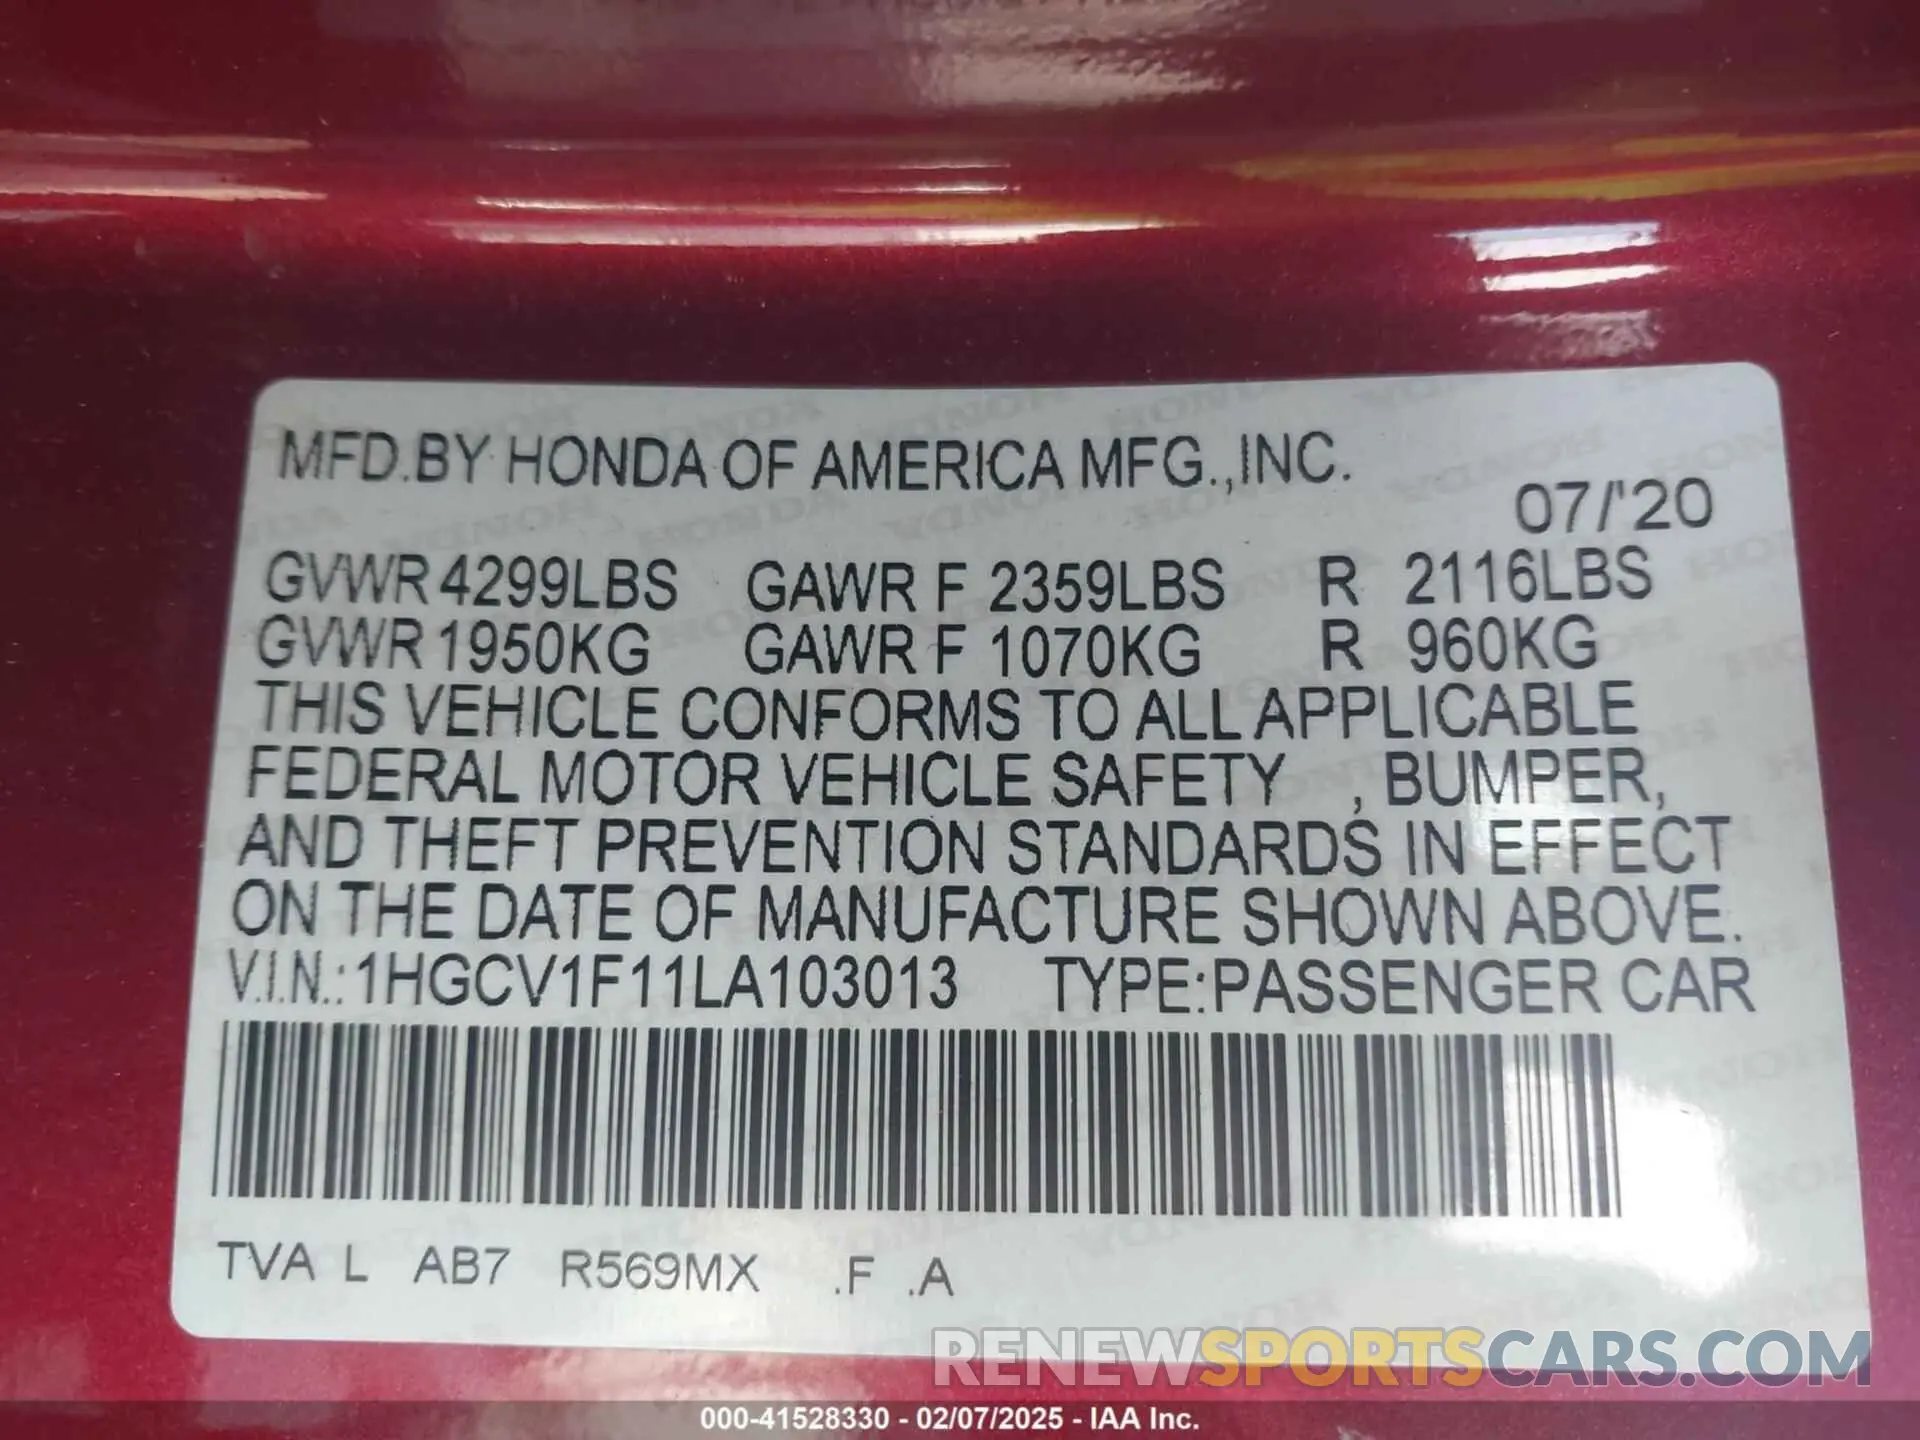 MFD.BY HONDA OF AMERICA MFG.,INC.
07/'20
GVWR 4299LBS GAWR F 2359LBS R 2116LBS
GVWR 1950KG GAWR F 1070KG R 960KG
THIS VEHICLE CONFORMS TO ALL APPLICABLE
FEDERAL MOTOR VEHICLE SAFETY , BUMPER,
AND THEFT PREVENTION STANDARDS IN EFFECT
ON THE DATE OF MANUFACTURE SHOWN ABOVE.
V.I.N.:1HGCV1F11LA103013 TYPE:PASSENGER CAR
TVA L AB7 R569MX .F .A
RENEWSPORTSCARS.COM
000-41528330 - 02/07/2025 - IAA Inc.